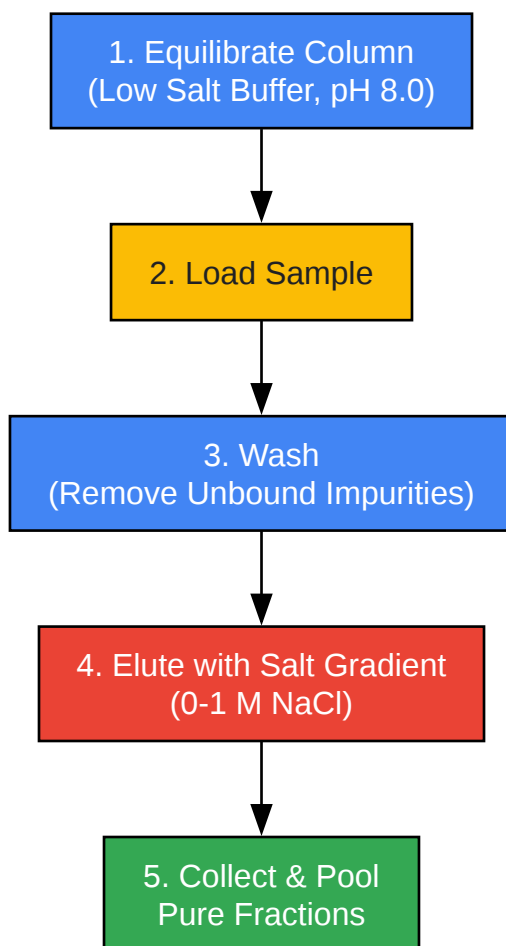 1. Equilibrate Column
(Low Salt Buffer, pH 8.0)
2. Load Sample
3. Wash
(Remove Unbound Impurities)
4. Elute with Salt Gradient
(0-1 M NaCl)
5. Collect & Pool
Pure Fractions